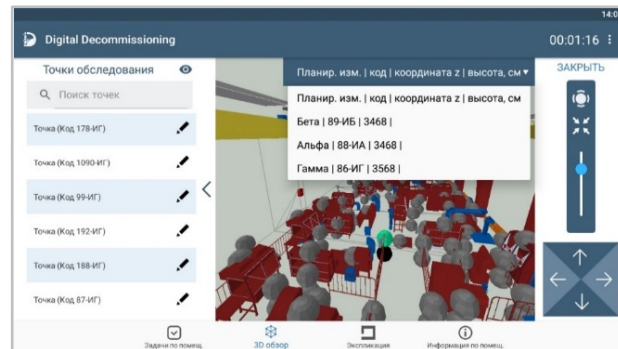 14:0
Digital Decommissioning
00:01:16
Точки обследования
Поиск точек
Точка (Код 178-ИГ)
Точка (Код 1090-ИГ)
Точка (Код 99-ИГ)
Точка (Код 192-ИГ)
Точка (Код 188-ИГ)
Точка (Код 87-ИГ)
Планир. изм. | код | координата z | высота, см
Планир. изм. | код | координата z | высота, см
Бета | 89-ИБ | 3468 |
Альфа | 88-ИА | 3468 |
Гамма | 86-ИГ | 3568 |
ЗАКРЫТЬ
Задачи по помещ.
3D обзор
Экспликация
Информация по помещ.